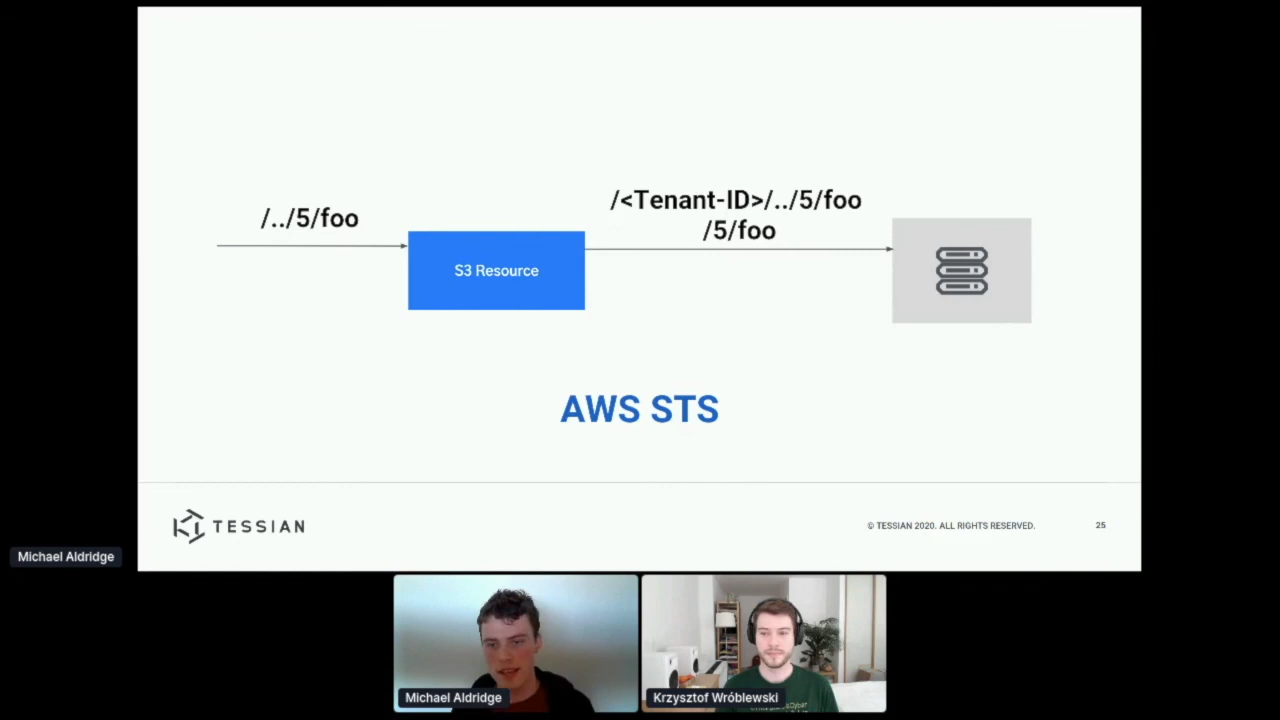 /../5/foo
/<Tenant-ID>/../5/foo
/5/foo
S3 Resource
AWS STS
TESSIAN
© TESSIAN 2020. ALL RIGHTS RESERVED.
25
Michael Aldridge
Michael Aldridge
Krzysztof Wróblewski